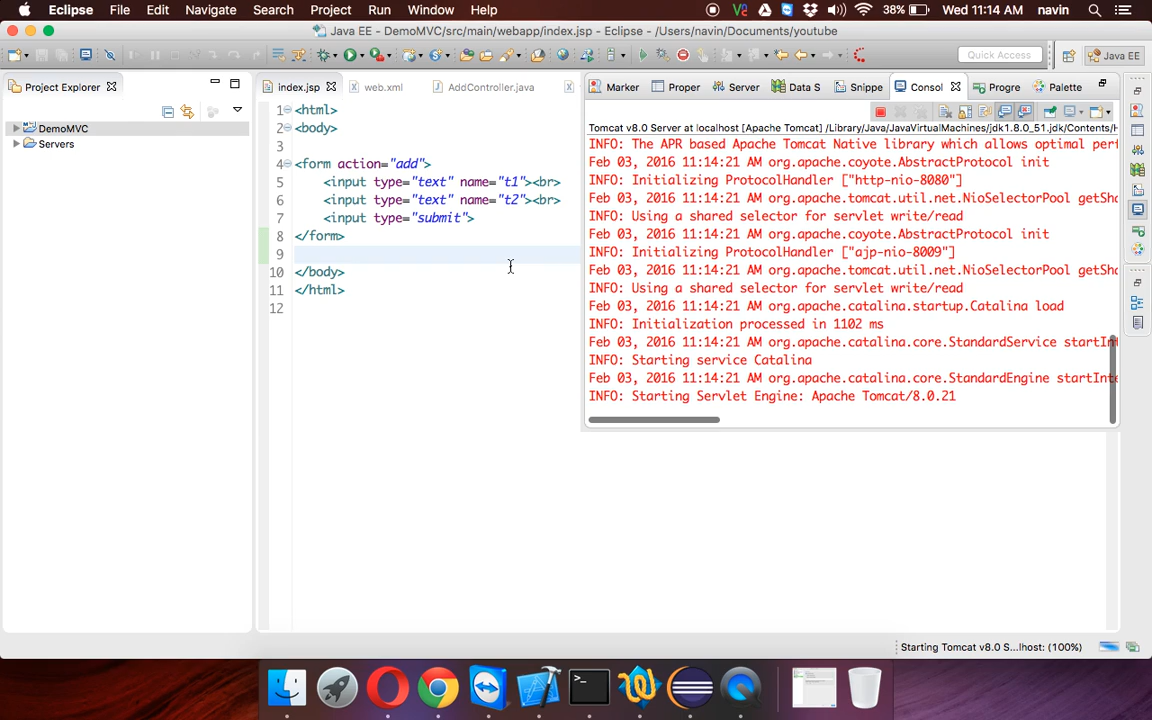 Eclipse File Edit Navigate Search Project Run Window Help 38% Wed 11:14 AM navin
Java EE - DemoMVC/src/main/webapp/index.jsp - Eclipse - /Users/navin/Documents/youtube
Quick Access Java EE
Project Explorer
DemoMVC
Servers
index.jsp web.xml AddController.java
1 <html>
2 <body>
3
4 <form action="add">
5 <input type="text" name="t1"><br>
6 <input type="text" name="t2"><br>
7 <input type="submit">
8 </form>
9
10 </body>
11 </html>
12
Marker Proper Server Data S Snippe Consol Progre Palette
Tomcat v8.0 Server at localhost [Apache Tomcat] /Library/Java/JavaVirtualMachines/jdk1.8.0_51.jdk/Contents/H
INFO: The APR based Apache Tomcat Native library which allows optimal perf
Feb 03, 2016 11:14:21 AM org.apache.coyote.AbstractProtocol init
INFO: Initializing ProtocolHandler ["http-nio-8080"]
Feb 03, 2016 11:14:21 AM org.apache.tomcat.util.net.NioSelectorPool getSha
INFO: Using a shared selector for servlet write/read
Feb 03, 2016 11:14:21 AM org.apache.coyote.AbstractProtocol init
INFO: Initializing ProtocolHandler ["ajp-nio-8009"]
Feb 03, 2016 11:14:21 AM org.apache.tomcat.util.net.NioSelectorPool getSha
INFO: Using a shared selector for servlet write/read
Feb 03, 2016 11:14:21 AM org.apache.catalina.startup.Catalina load
INFO: Initialization processed in 1102 ms
Feb 03, 2016 11:14:21 AM org.apache.catalina.core.StandardService startInt
INFO: Starting service Catalina
Feb 03, 2016 11:14:21 AM org.apache.catalina.core.StandardEngine startInte
INFO: Starting Servlet Engine: Apache Tomcat/8.0.21
Starting Tomcat v8.0 S...lhost: (100%)